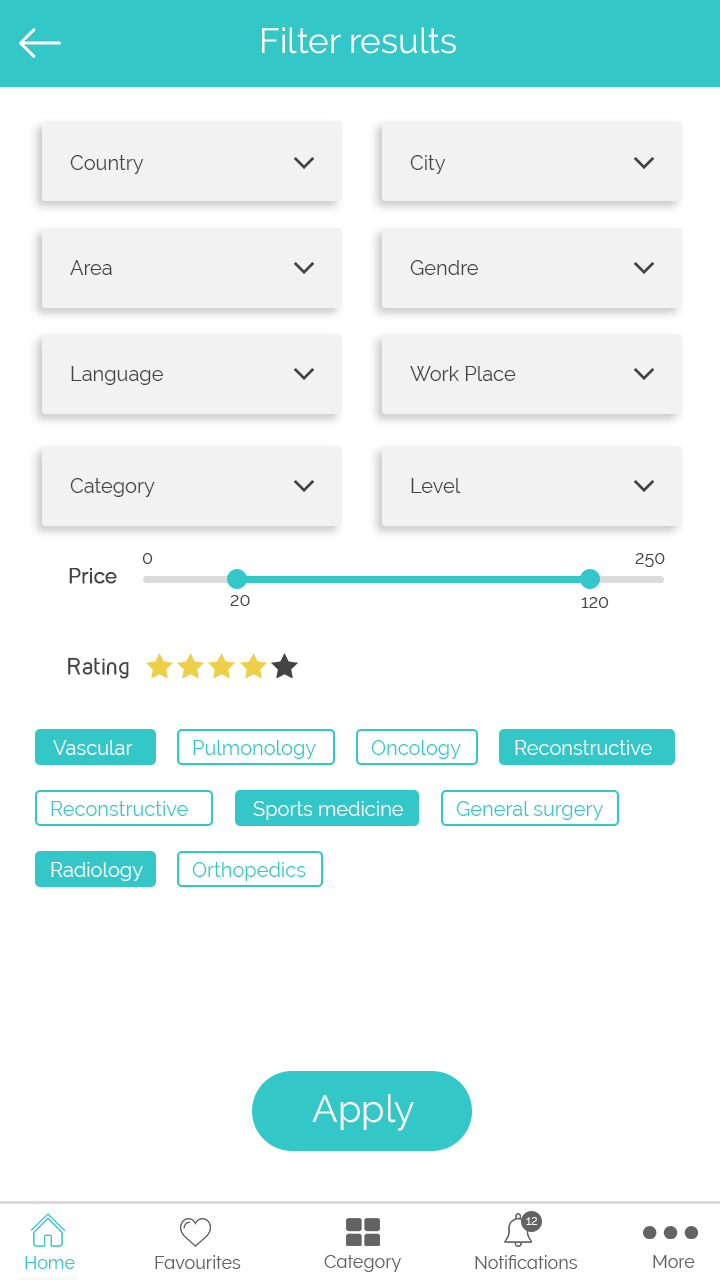 Filter results
Country
City
Area
Gendre
Language
Work Place
Category
Level
0
250
Price
20
120
Rating
Vascular
Pulmonology
Oncology
Reconstructive
Reconstructive
Sports medicine
General surgery
Radiology
Orthopedics
Apply
12
Home
Favourites
Category
Notifications
More